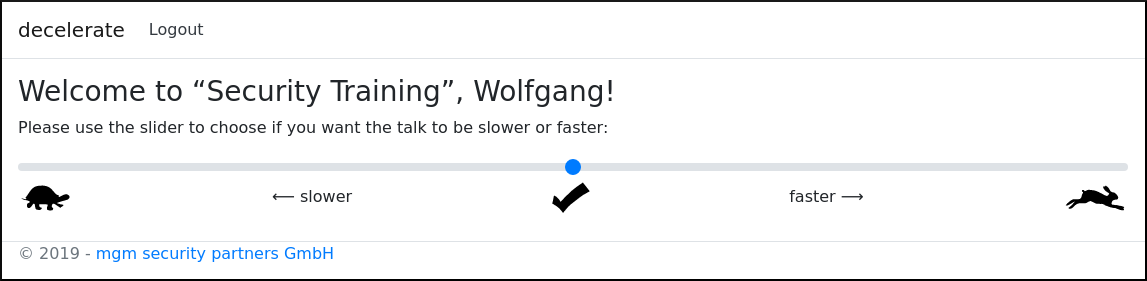 decelerate Logout
Welcome to “Security Training”, Wolfgang!
Please use the slider to choose if you want the talk to be slower or faster:
⟵ slower faster ⟶
© 2019 - mgm security partners GmbH